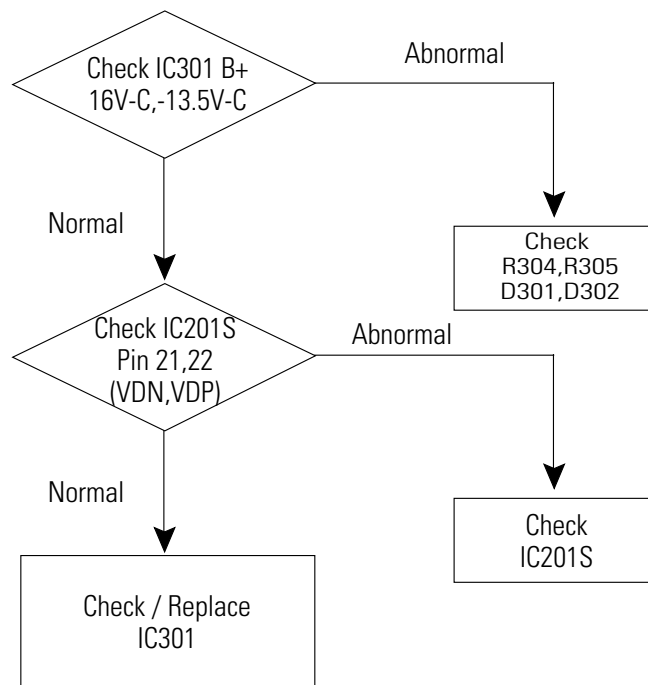 Check IC301 B+
16V-C,-13.5V-C
Abnormal
Normal
Check
R304,R305
D301,D302
Check IC201S
Pin 21,22
(VDN,VDP)
Abnormal
Normal
Check
IC201S
Check / Replace
IC301